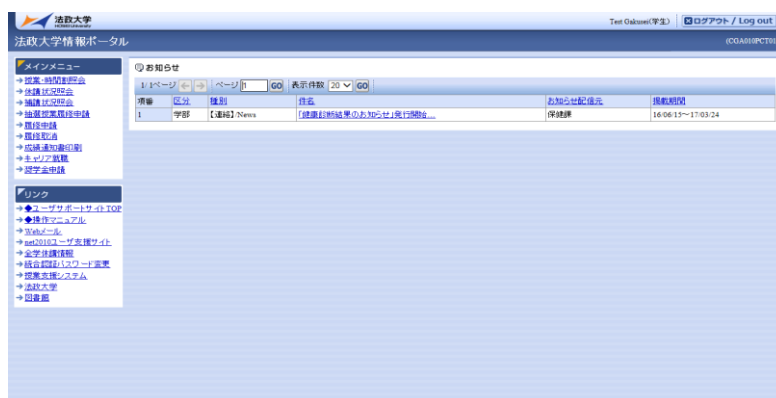 法政大学
HOSEI University
Test Gakusei(学生)
ログアウト / Log out
法政大学情報ポータル
(CGA010PCT01
メインメニュー
授業・時間割照会
休講状況照会
補講状況照会
抽選授業履修申請
履修申請
履修取消
成績通知書印刷
キャリア就職
奨学金申請
リンク
◆ユーザサポートサイトTOP
◆操作マニュアル
Webメール
net2010ユーザ支援サイト
全学休講情報
統合認証パスワード変更
授業支援システム
法政大学
図書館
お知らせ
1/1ページ ページ 1 GO 表示件数 20 GO
項番 区分 種別 件名 お知らせ配信元 掲載期間
1 学部 【連絡】/News 「健康診断結果のお知らせ」発行開始... 保健課 16/06/15～17/03/24